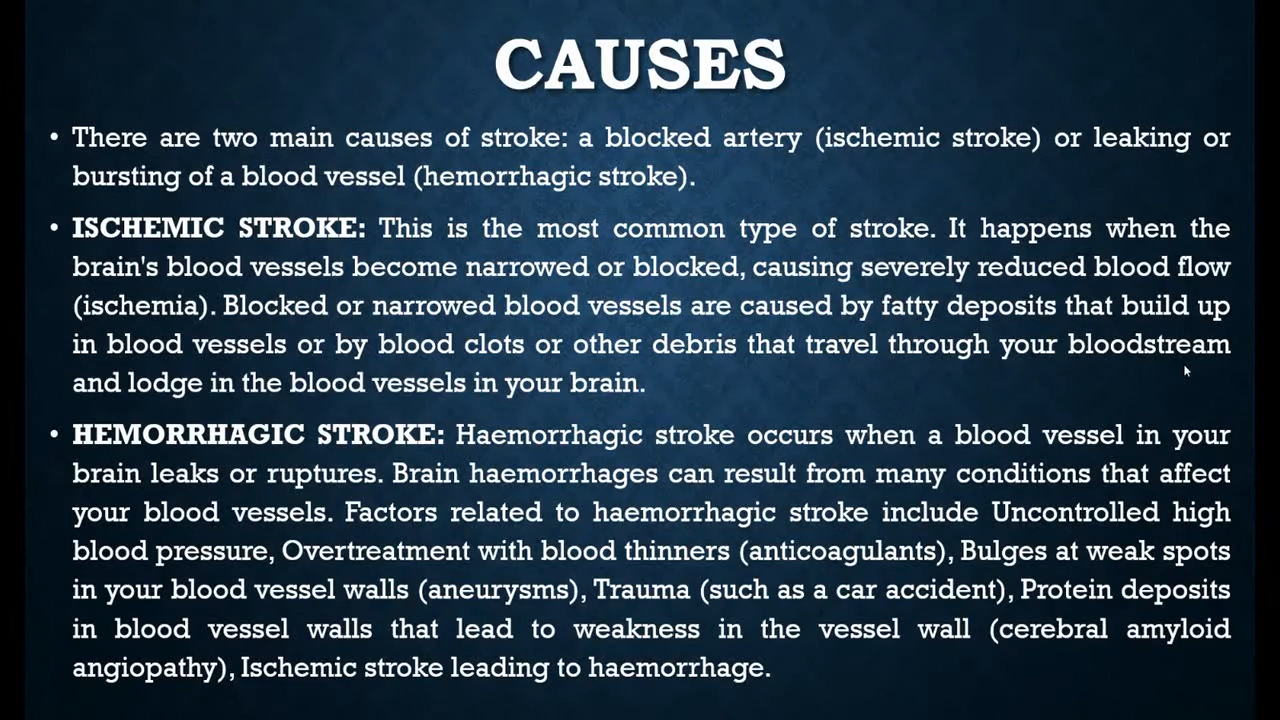 CAUSES
• There are two main causes of stroke: a blocked artery (ischemic stroke) or leaking or
bursting of a blood vessel (hemorrhagic stroke).
• ISCHEMIC STROKE: This is the most common type of stroke. It happens when the
brain's blood vessels become narrowed or blocked, causing severely reduced blood flow
(ischemia). Blocked or narrowed blood vessels are caused by fatty deposits that build up
in blood vessels or by blood clots or other debris that travel through your bloodstream
and lodge in the blood vessels in your brain.
• HEMORRHAGIC STROKE: Haemorrhagic stroke occurs when a blood vessel in your
brain leaks or ruptures. Brain haemorrhages can result from many conditions that affect
your blood vessels. Factors related to haemorrhagic stroke include Uncontrolled high
blood pressure, Overtreatment with blood thinners (anticoagulants), Bulges at weak spots
in your blood vessel walls (aneurysms), Trauma (such as a car accident), Protein deposits
in blood vessel walls that lead to weakness in the vessel wall (cerebral amyloid
angiopathy), Ischemic stroke leading to haemorrhage.